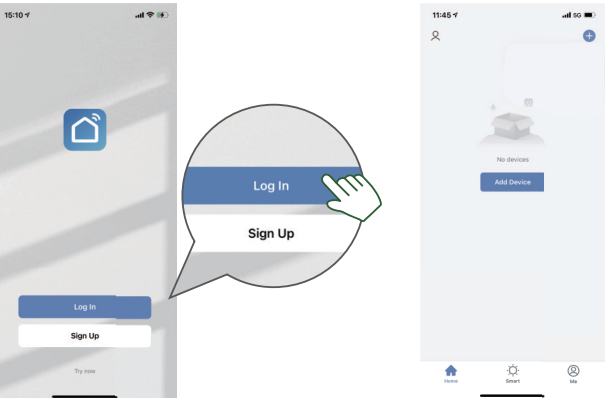 15:10
Log In
Sign Up
Try now
Log In
Sign Up
11:45
5G
No devices
Add Device
Home
Smart
Me